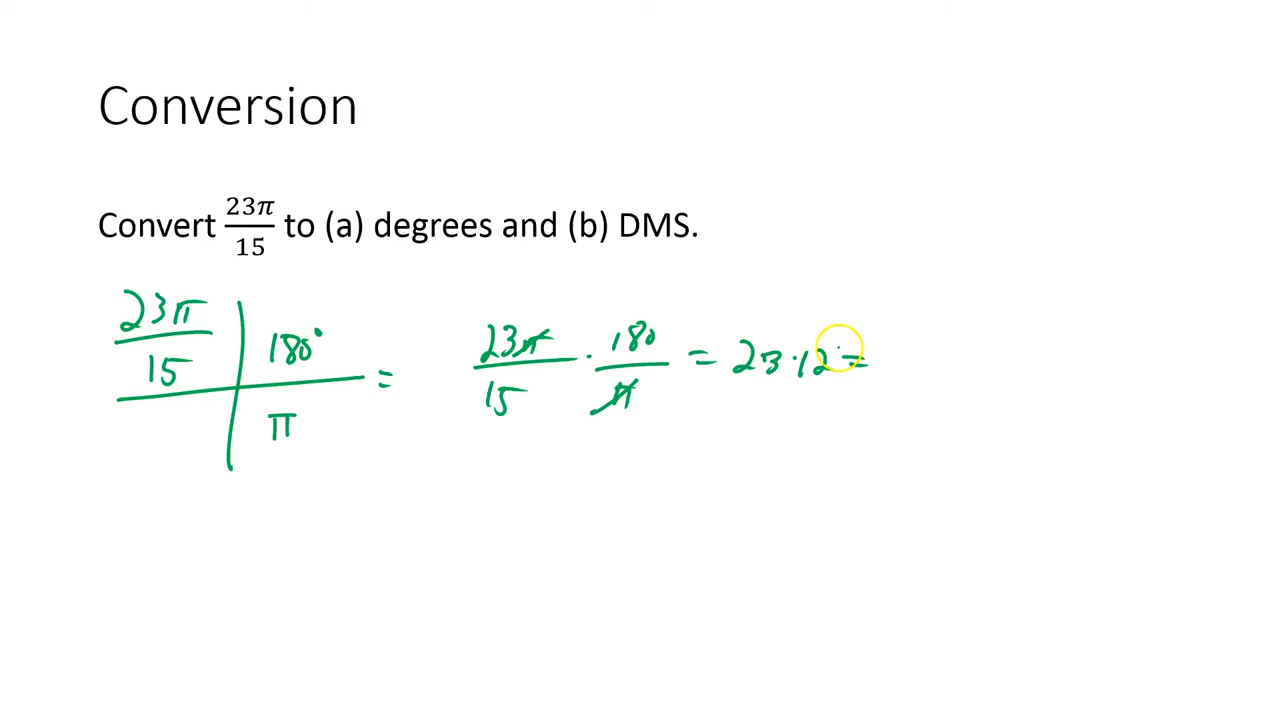 Conversion
Convert 23π/15 to (a) degrees and (b) DMS.
23π/15 | 180°/π = 23π/15 · 180/π = 23·12 =